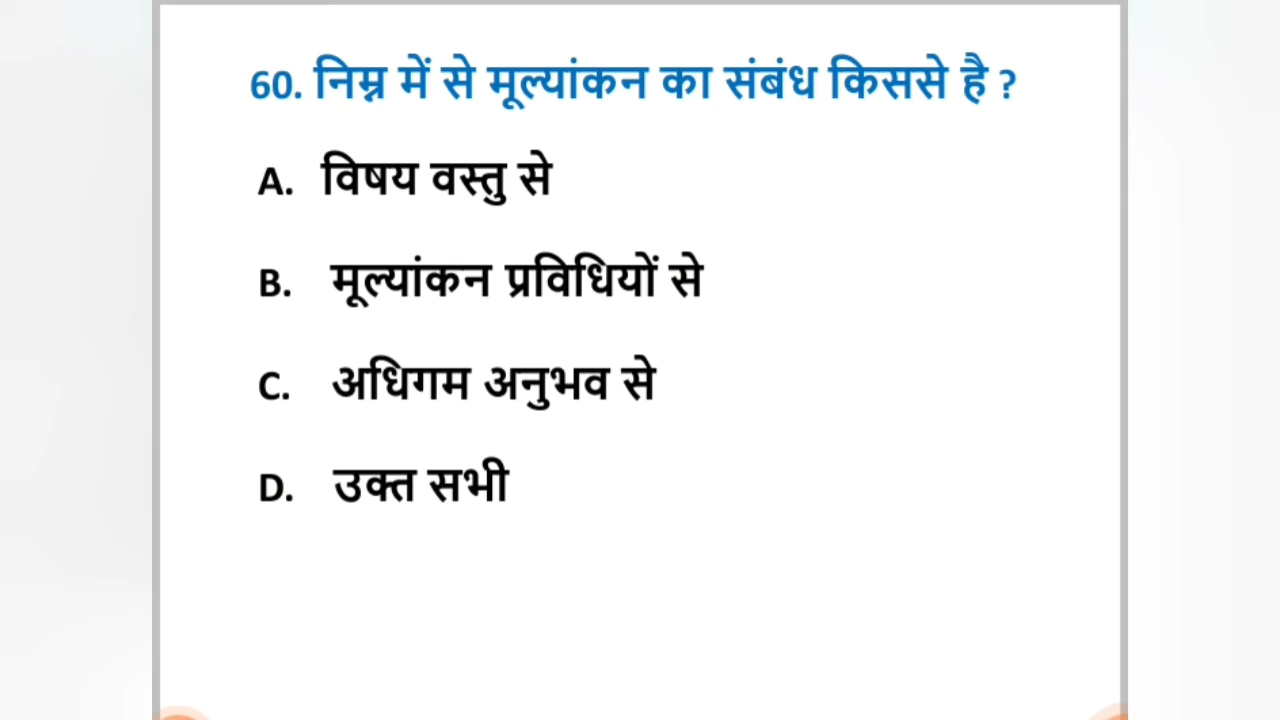 60. निम्न में से मूल्यांकन का संबंध किससे है ?
A. विषय वस्तु से
B. मूल्यांकन प्रविधियों से
C. अधिगम अनुभव से
D. उक्त सभी